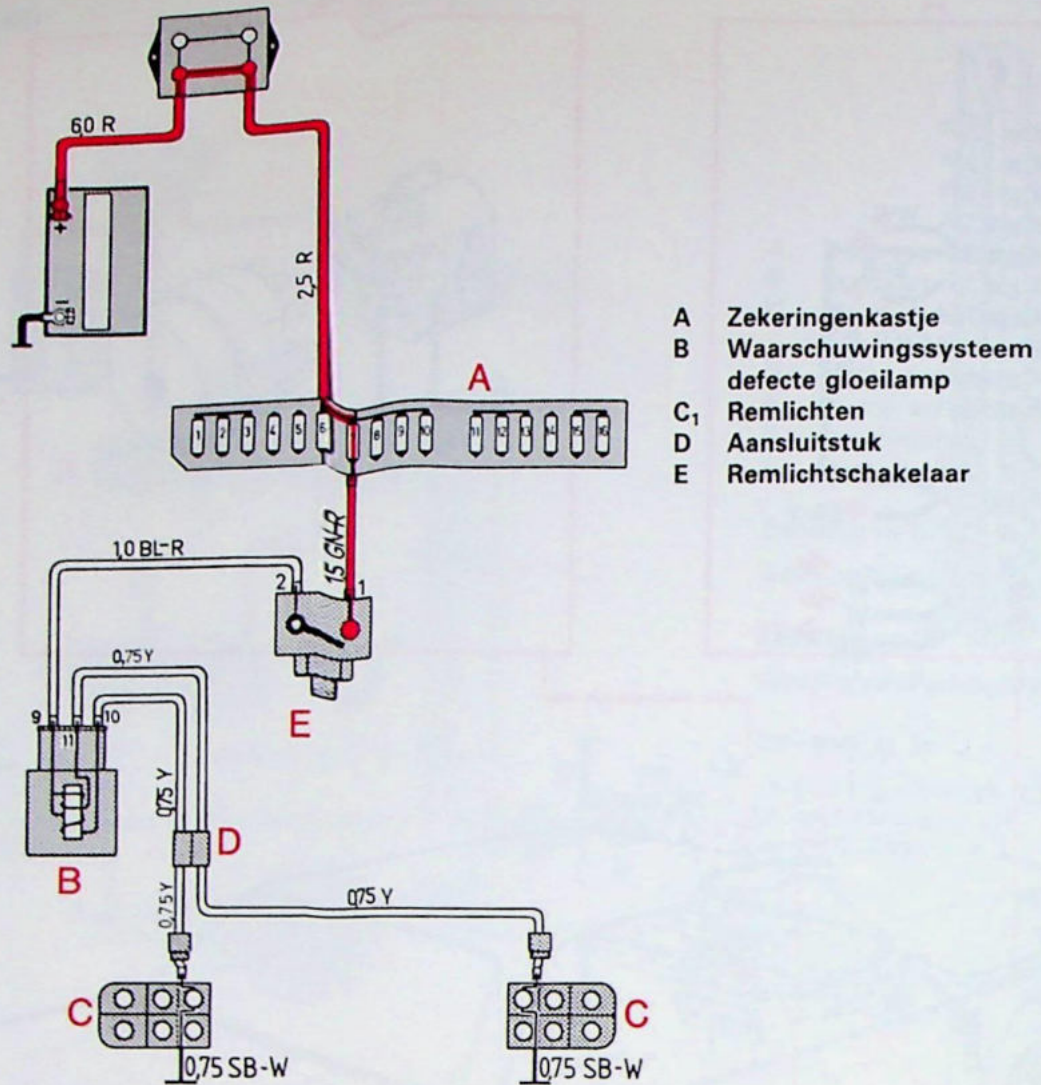 6,0 R
+
2,5 R
A
1 2 3 4 5 6 7 8 9 10 11 12 13 14 15 16
A Zekeringenkastje
B Waarschuwingssysteem
defecte gloeilamp
C₁ Remlichten
D Aansluitstuk
E Remlichtschakelaar
1,0 BL-R
1,5 GN-R
2 1
0,75 Y
E
9 11 10
0,75 Y
D
B
0,75 Y
0,75 Y
C
C
0,75 SB-W
0,75 SB-W